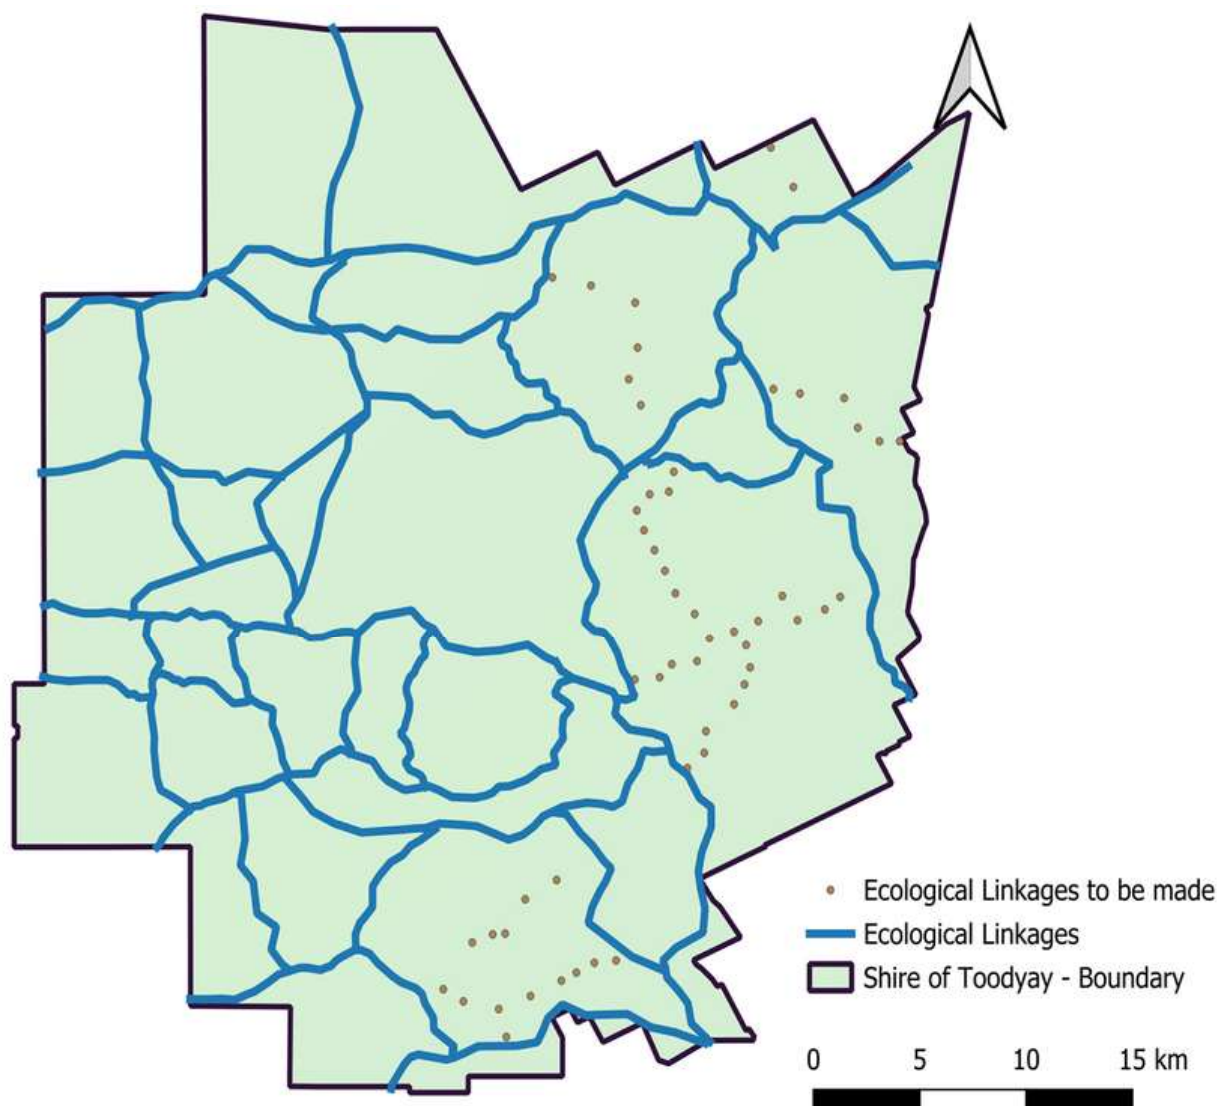 Ecological Linkages to be made
Ecological Linkages
Shire of Toodyay - Boundary
0 5 10 15 km